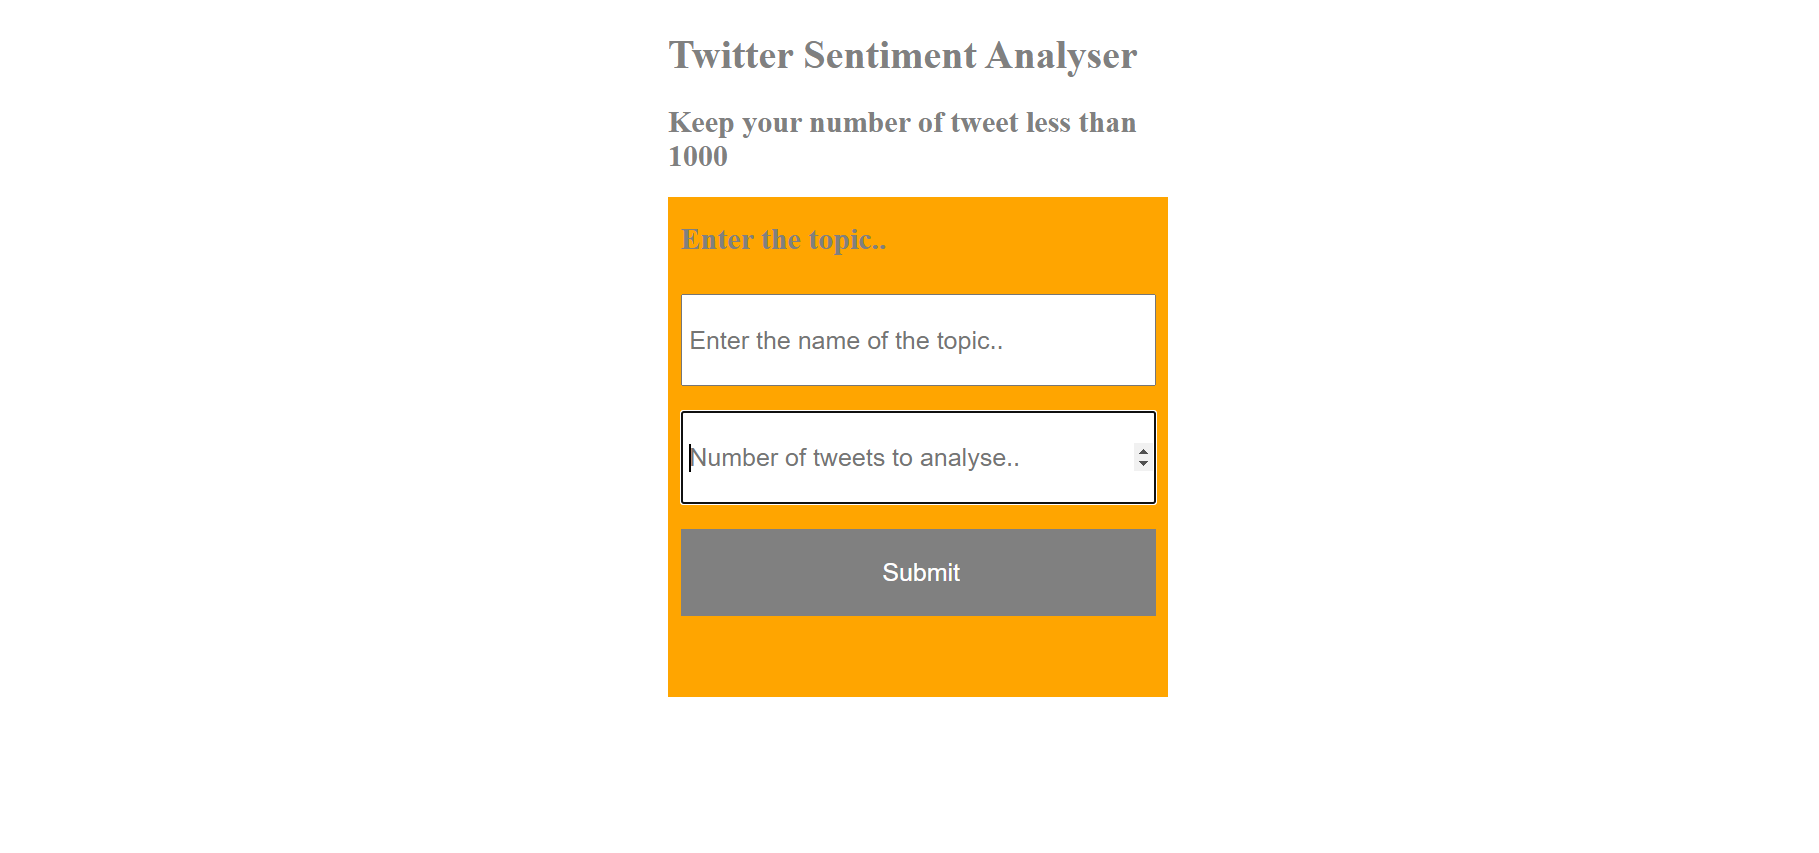 Twitter Sentiment Analyser
Keep your number of tweet less than
1000
Enter the topic..
Enter the name of the topic..
Number of tweets to analyse..
Submit